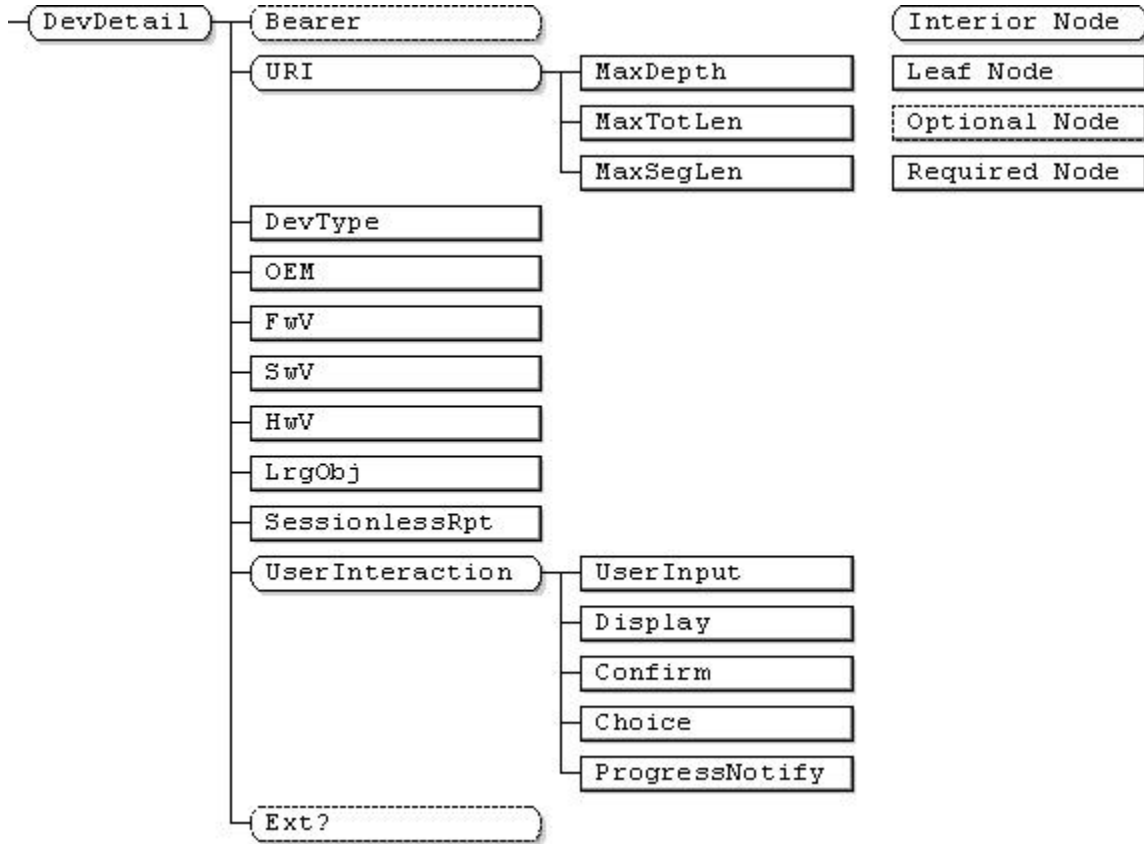 DevDetail
Bearer
URI
MaxDepth
MaxTotLen
MaxSegLen
DevType
OEM
FwV
SwV
HwV
LrgObj
SessionlessRpt
UserInteraction
UserInput
Display
Confirm
Choice
ProgressNotify
Ext?
Interior Node
Leaf Node
Optional Node
Required Node